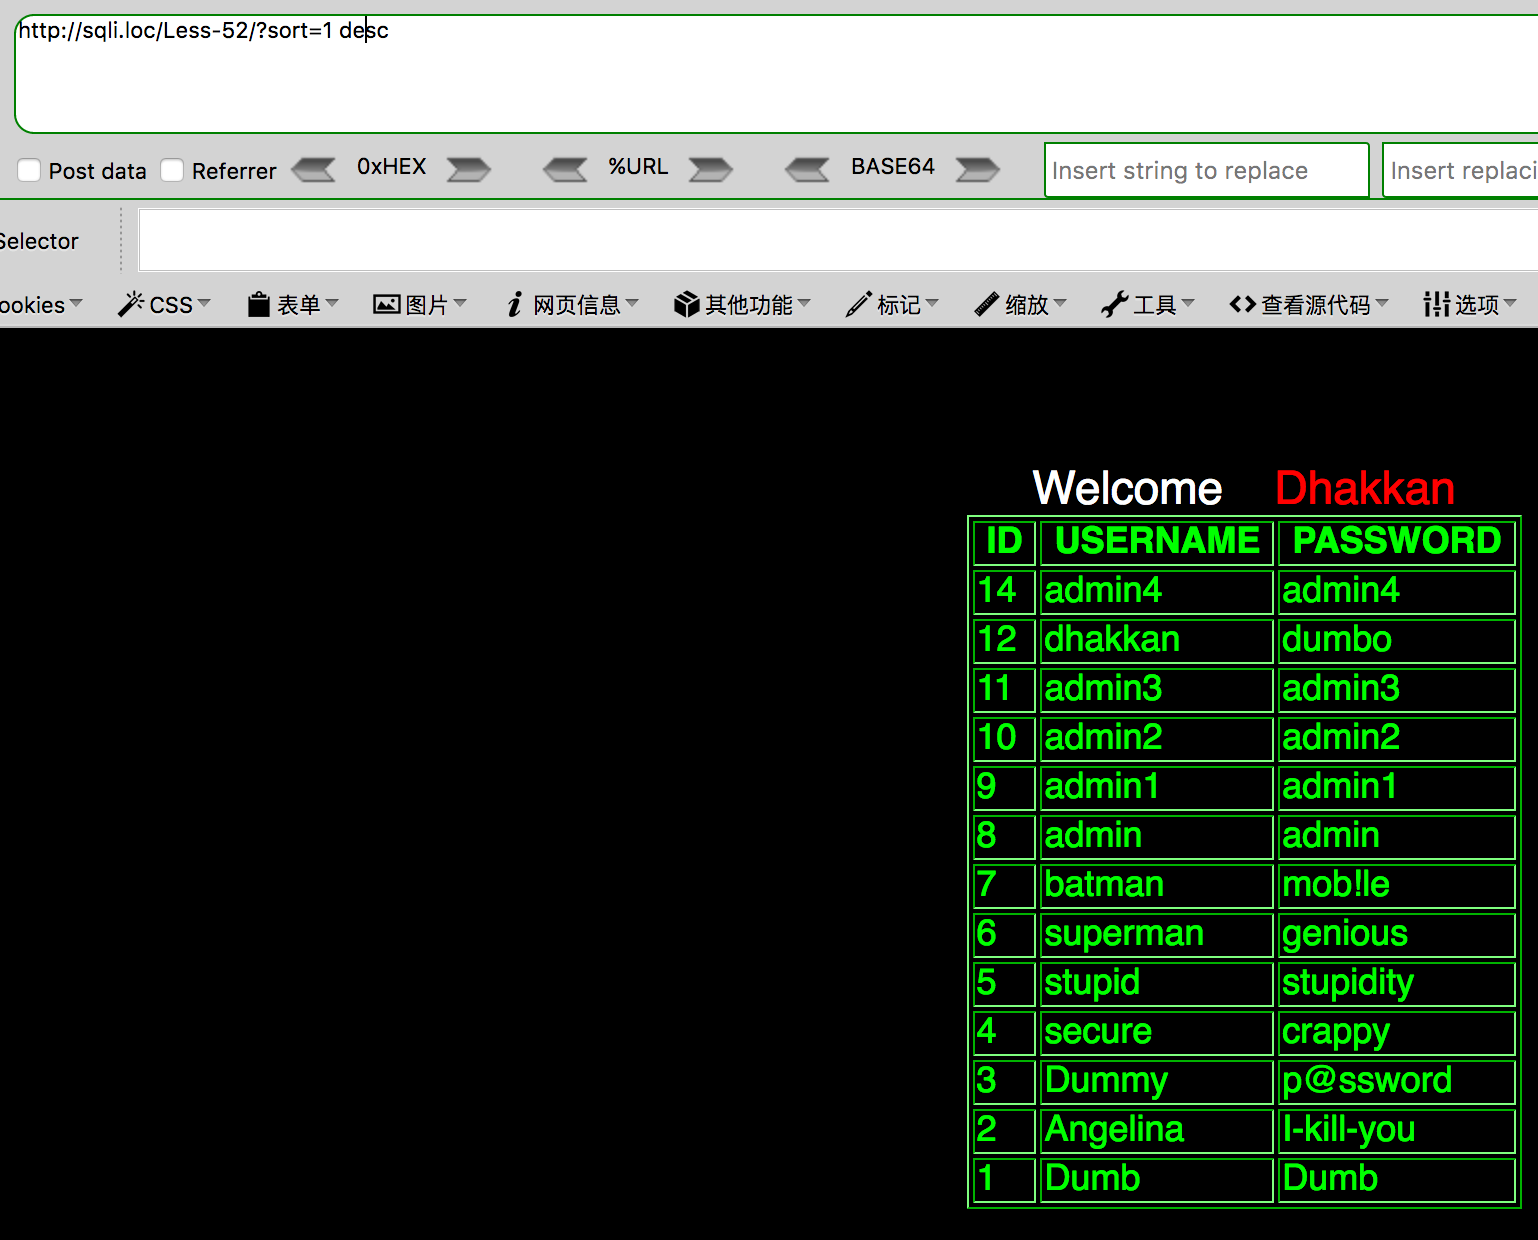 http://sqli.loc/Less-52/?sort=1 desc
Post data Referrer 0xHEX %URL BASE64 Insert string to replace Insert replaci
Selector
ookies CSS 表单 图片 网页信息 其他功能 标记 缩放 工具 查看源代码 选项
Welcome Dhakkan
ID USERNAME PASSWORD
14 admin4 admin4
12 dhakkan dumbo
11 admin3 admin3
10 admin2 admin2
9 admin1 admin1
8 admin admin
7 batman mob!le
6 superman genious
5 stupid stupidity
4 secure crappy
3 Dummy p@ssword
2 Angelina I-kill-you
1 Dumb Dumb